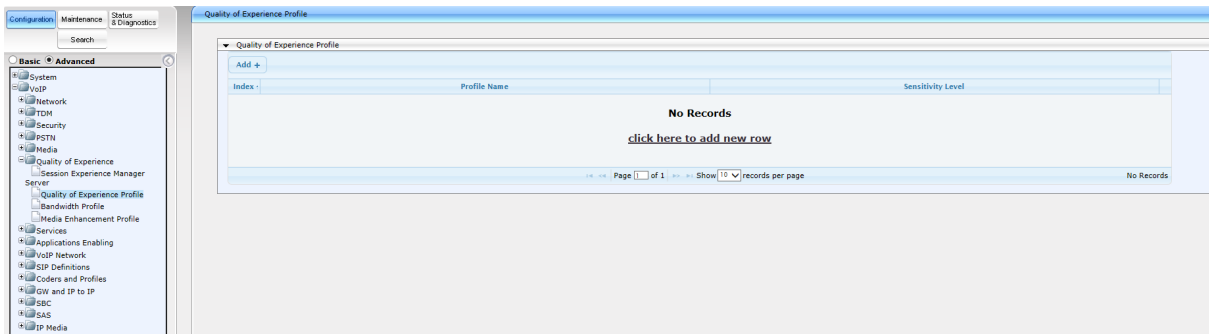 Configuration Maintenance Status & Diagnostics
Search
Basic Advanced
System
VoIP
Network
TDM
Security
PSTN
Media
Quality of Experience
Session Experience Manager
Server
Quality of Experience Profile
Bandwidth Profile
Media Enhancement Profile
Services
Applications Enabling
VoIP Network
SIP Definitions
Coders and Profiles
GW and IP to IP
SBC
SAS
IP Media
Quality of Experience Profile
Quality of Experience Profile
Add +
Index Profile Name Sensitivity Level
No Records
click here to add new row
Page 1 of 1 Show 10 records per page No Records